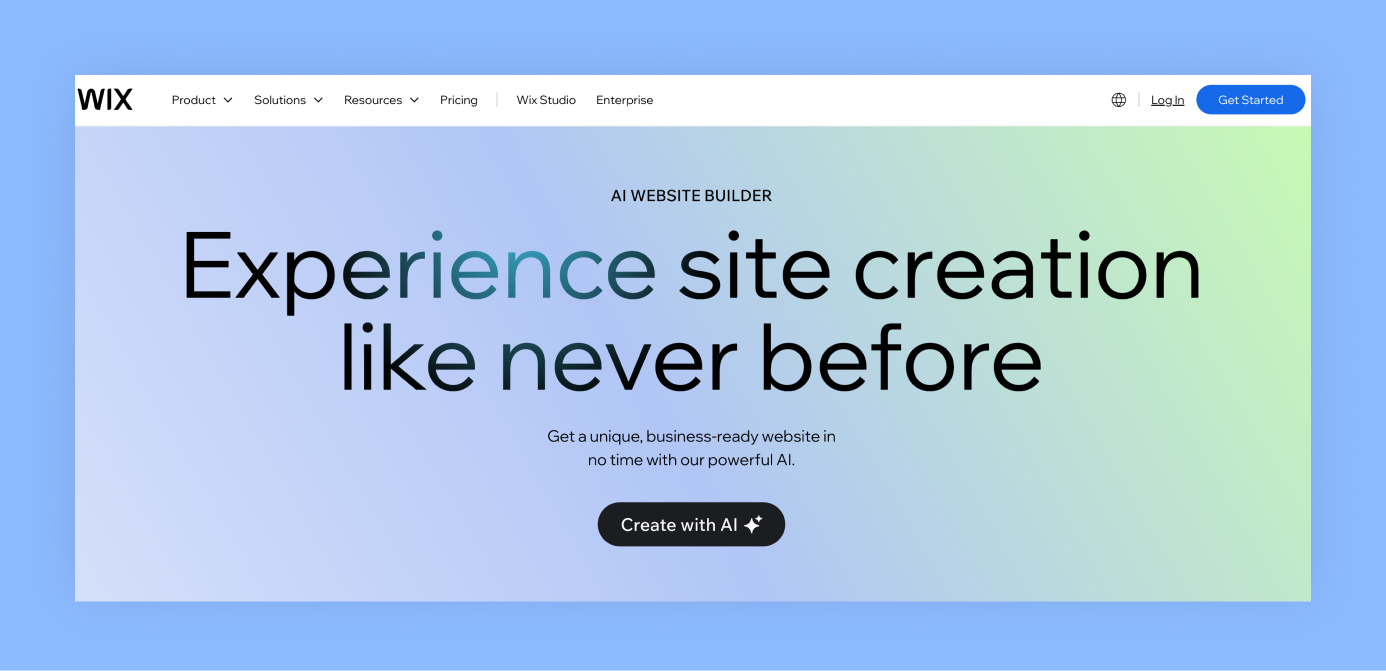 WIX Product Solutions Resources Pricing Wix Studio Enterprise Log In Get Started
AI WEBSITE BUILDER
Experience site creation
like never before
Get a unique, business-ready website in
no time with our powerful AI.
Create with AI